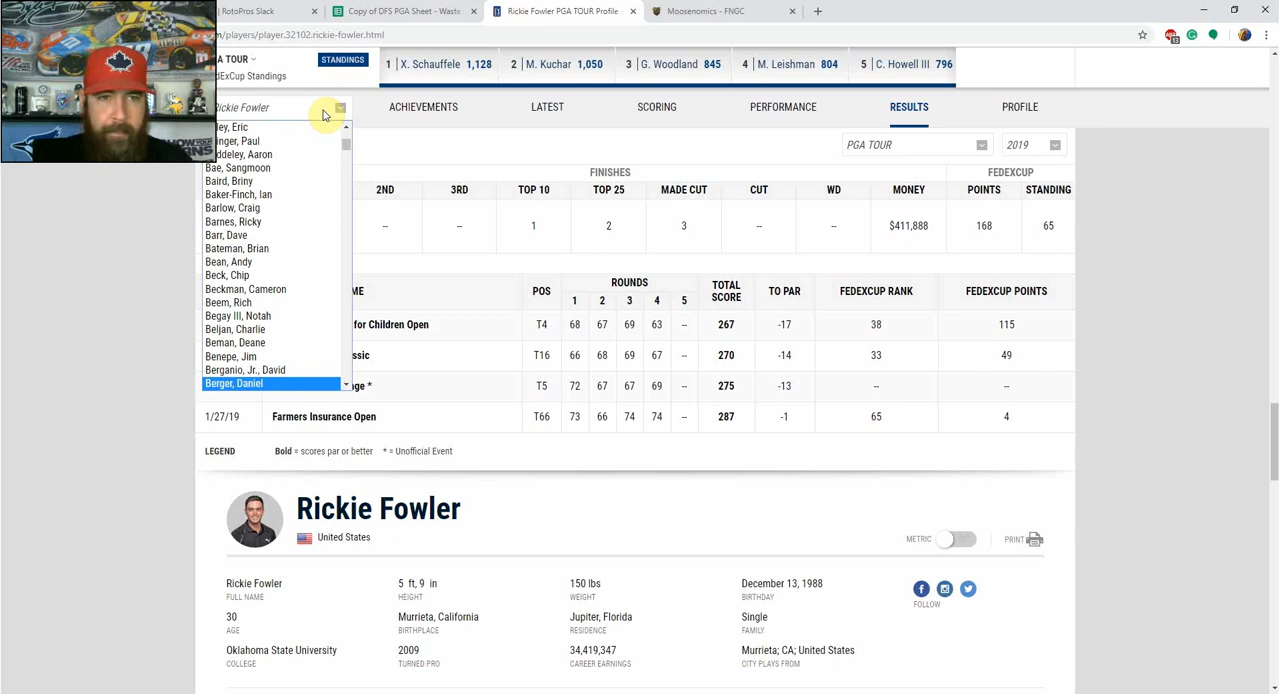 RotoPros Slack × Copy of DFS PGA Sheet - Waste × Rickie Fowler PGA TOUR Profile × Moosenomics - FNGC × +
m/players/player.32102.rickie-fowler.html
GA TOUR STANDINGS 1 X. Schauffele 1,128 2 M. Kuchar 1,050 3 G. Woodland 845 4 M. Leishman 804 5 C. Howell III 796
dExCup Standings
Rickie Fowler ACHIEVEMENTS LATEST SCORING PERFORMANCE RESULTS PROFILE
ley, Eric
inger, Paul
ddeley, Aaron
Bae, Sangmoon
Baird, Briny
Baker-Finch, Ian
Barlow, Craig
Barnes, Ricky
Barr, Dave
Bateman, Brian
Bean, Andy
Beck, Chip
Beckman, Cameron
Beem, Rich
Begay III, Notah
Beljan, Charlie
Beman, Deane
Benepe, Jim
Berganio, Jr., David
Berger, Daniel
PGA TOUR 2019
FINISHES FEDEXCUP
2ND 3RD TOP 10 TOP 25 MADE CUT CUT WD MONEY POINTS STANDING
-- -- 1 2 3 -- -- $411,888 168 65
ME POS ROUNDS TOTAL SCORE TO PAR FEDEXCUP RANK FEDEXCUP POINTS
1 2 3 4 5
for Children Open T4 68 67 69 63 -- 267 -17 38 115
ssic T16 66 68 69 67 -- 270 -14 33 49
nge * T5 72 67 67 69 -- 275 -13 -- --
1/27/19 Farmers Insurance Open T66 73 66 74 74 -- 287 -1 65 4
LEGEND Bold = scores par or better * = Unofficial Event
Rickie Fowler
United States
METRIC PRINT
Rickie Fowler 5 ft, 9 in 150 lbs December 13, 1988
FULL NAME HEIGHT WEIGHT BIRTHDAY
FOLLOW
30 Murrieta, California Jupiter, Florida Single
AGE BIRTHPLACE RESIDENCE FAMILY
Oklahoma State University 2009 34,419,347 Murrieta; CA; United States
COLLEGE TURNED PRO CAREER EARNINGS CITY PLAYS FROM